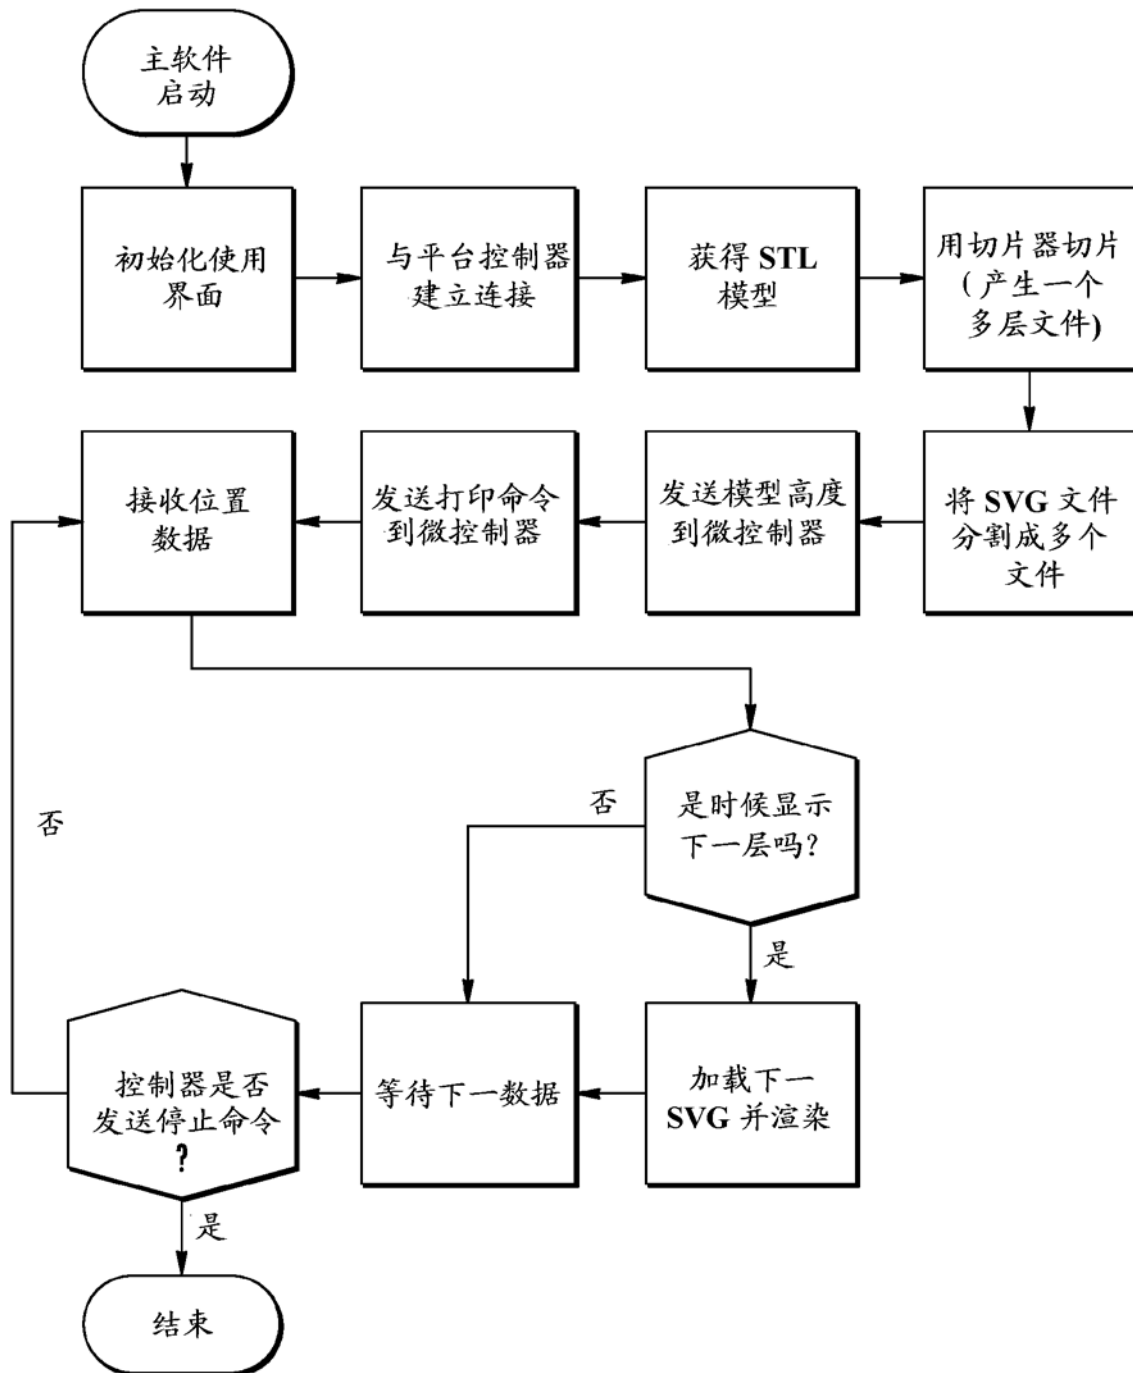 主软件
启动
初始化使用
界面
与平台控制器
建立连接
获得 STL
模型
用切片器切片
（产生一个
多层文件)
接收位置
数据
发送打印命令
到微控制器
发送模型高度
到微控制器
将 SVG 文件
分割成多个
文件
否
否
是时候显示
下一层吗?
是
控制器是否
发送停止命令
?
等待下一数据
加载下一
SVG 并渲染
是
结束